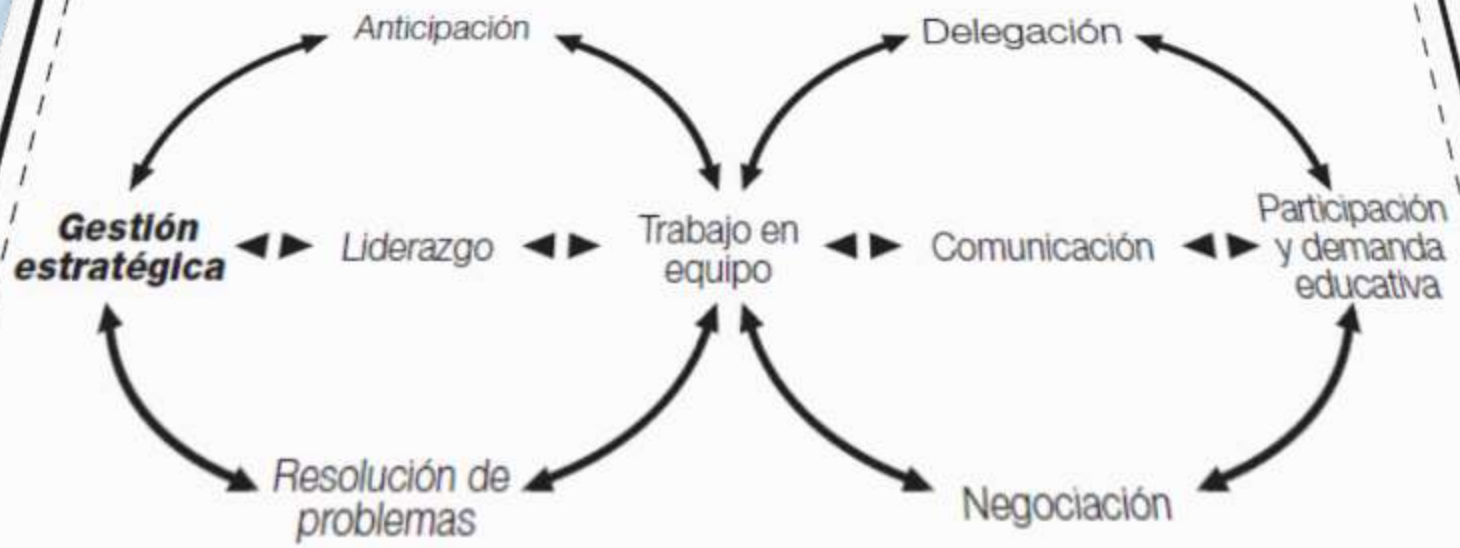 Anticipación
Delegación
Gestión
estratégica
Liderazgo
Trabajo en
equipo
Comunicación
Participación
y demanda
educativa
Resolución de
problemas
Negociación